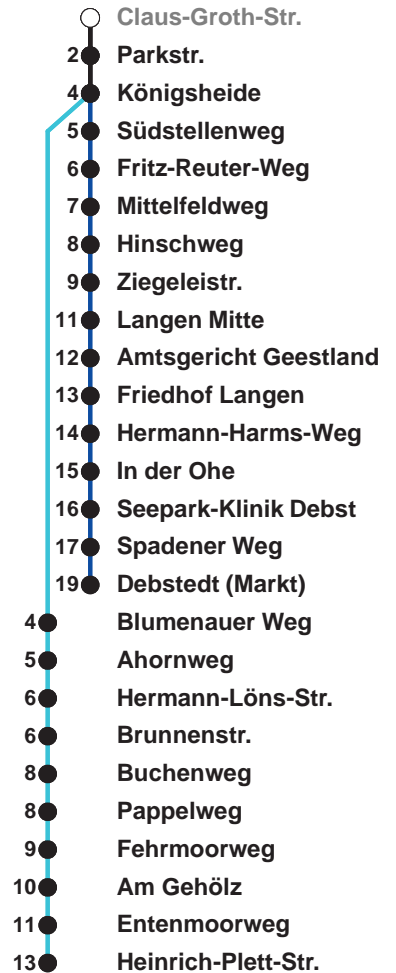 Claus-Groth-Str.
2 Parkstr.
4 Königsheide
5 Südstellenweg
6 Fritz-Reuter-Weg
7 Mittelfeldweg
8 Hinschweg
9 Ziegeleistr.
11 Langen Mitte
12 Amtsgericht Geestland
13 Friedhof Langen
14 Hermann-Harms-Weg
15 In der Ohe
16 Seepark-Klinik Debst
17 Spadener Weg
19 Debstedt (Markt)
4 Blumenauer Weg
5 Ahornweg
6 Hermann-Löns-Str.
6 Brunnenstr.
8 Buchenweg
8 Pappelweg
9 Fehrmoorweg
10 Am Gehölz
11 Entenmoorweg
13 Heinrich-Plett-Str.